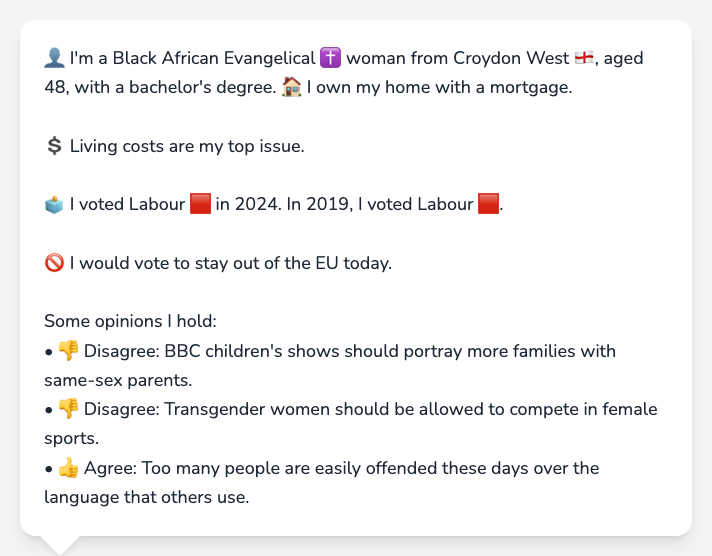 👤 I'm a Black African Evangelical ✝️ woman from Croydon West 🏴󠁧󠁢󠁥󠁮󠁧󠁿, aged
48, with a bachelor's degree. 🏠 I own my home with a mortgage.
💲 Living costs are my top issue.
🗳️ I voted Labour 🟥 in 2024. In 2019, I voted Labour 🟥.
🚫 I would vote to stay out of the EU today.
Some opinions I hold:
• 👎 Disagree: BBC children's shows should portray more families with
same-sex parents.
• 👎 Disagree: Transgender women should be allowed to compete in female
sports.
• 👍 Agree: Too many people are easily offended these days over the
language that others use.